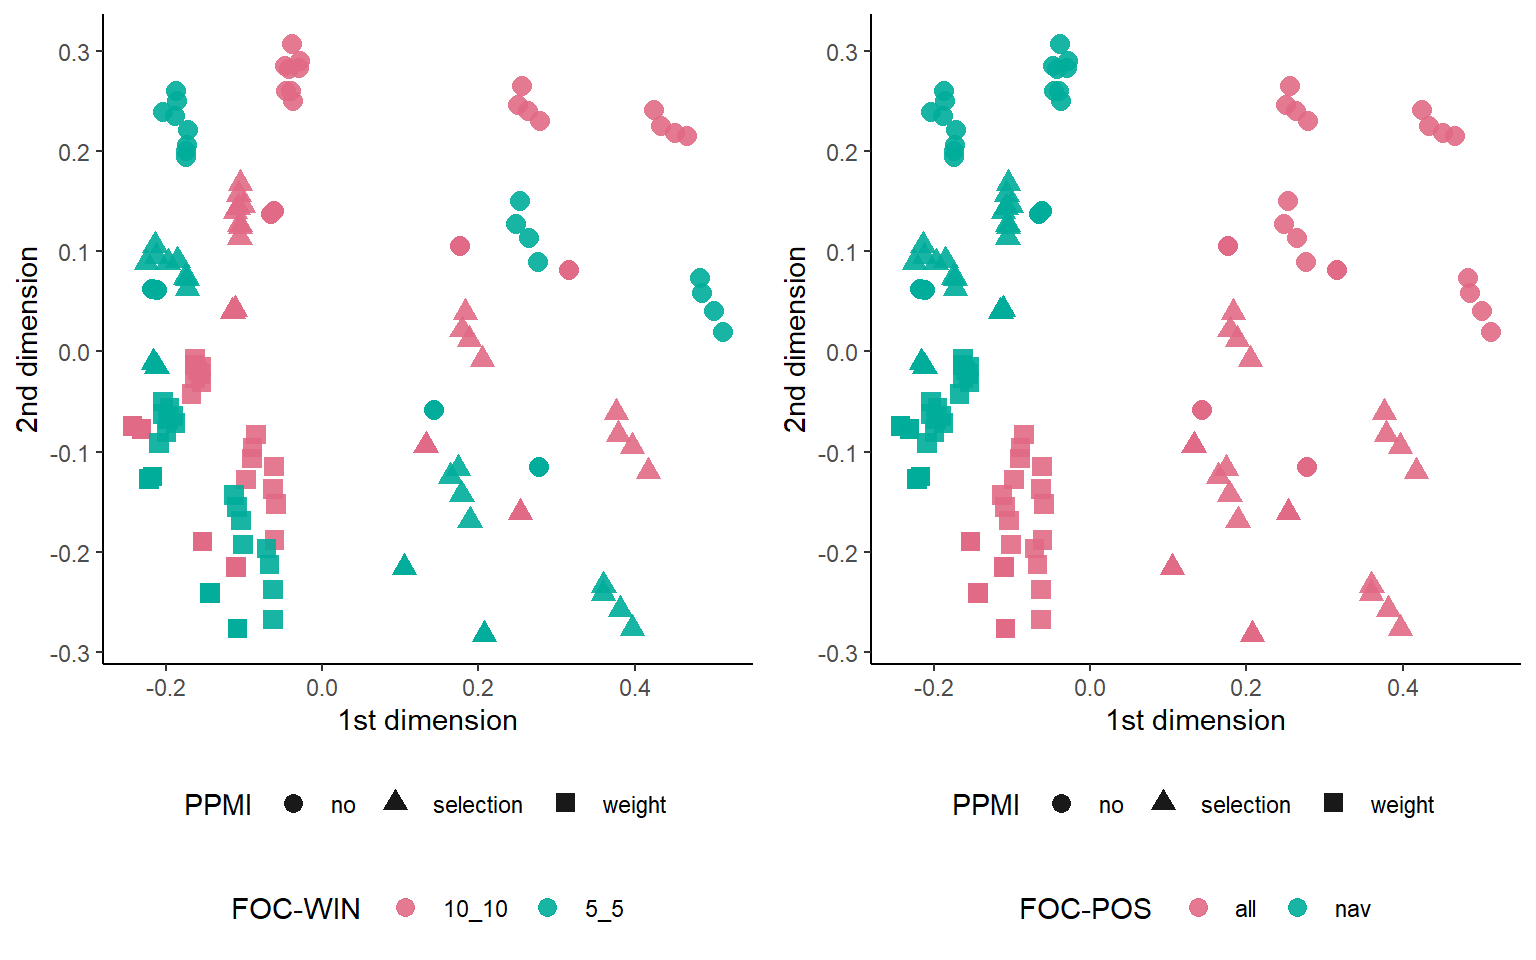 0.3
0.2
0.1
0.0
-0.1
-0.2
-0.3
2nd dimension
-0.2 0.0 0.2 0.4
1st dimension
PPMI no selection weight
FOC-WIN 10_10 5_5
0.3
0.2
0.1
0.0
-0.1
-0.2
-0.3
2nd dimension
-0.2 0.0 0.2 0.4
1st dimension
PPMI no selection weight
FOC-POS all nav